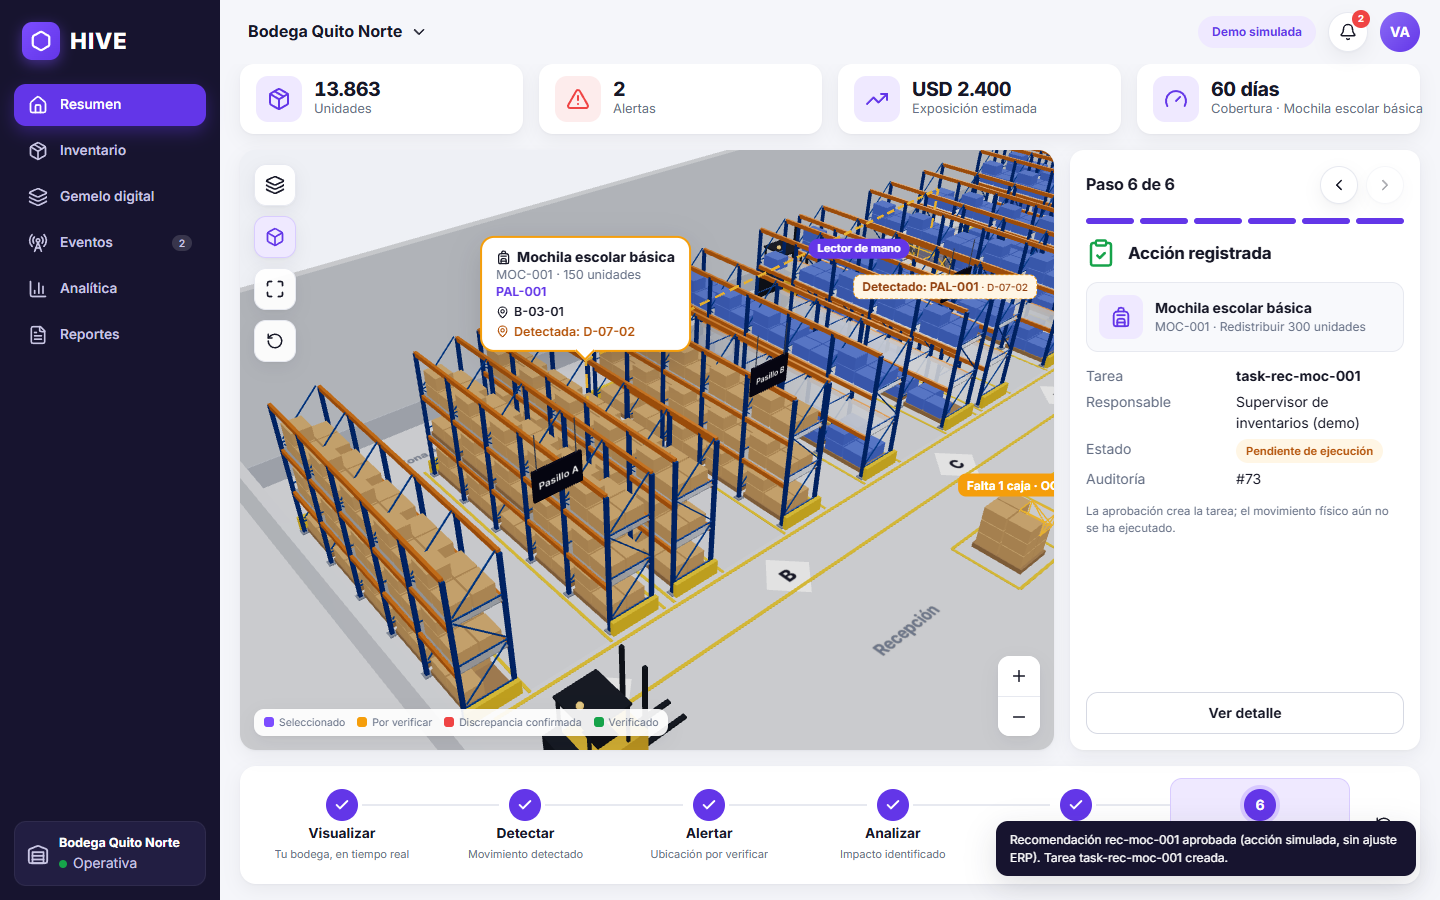 HIVE
Resumen
Inventario
Gemelo digital
Eventos
2
Analítica
Reportes
Bodega Quito Norte
Operativa
Bodega Quito Norte
Demo simulada
2
VA
13.863
Unidades
2
Alertas
USD 2.400
Exposición estimada
60 días
Cobertura · Mochila escolar básica
Mochila escolar básica
MOC-001 · 150 unidades
PAL-001
B-03-01
Detectada: D-07-02
Lector de mano
Detectado: PAL-001 · D-07-02
Pasillo B
Pasillo A
C
Falta 1 caja · OC
B
Recepción
Seleccionado
Por verificar
Discrepancia confirmada
Verificado
Paso 6 de 6
Acción registrada
Mochila escolar básica
MOC-001 · Redistribuir 300 unidades
Tarea
task-rec-moc-001
Responsable
Supervisor de
inventarios (demo)
Estado
Pendiente de ejecución
Auditoría
#73
La aprobación crea la tarea; el movimiento físico aún no
se ha ejecutado.
Ver detalle
Visualizar
Tu bodega, en tiempo real
Detectar
Movimiento detectado
Alertar
Ubicación por verificar
Analizar
Impacto identificado
6
Recomendación rec-moc-001 aprobada (acción simulada, sin ajuste
ERP). Tarea task-rec-moc-001 creada.